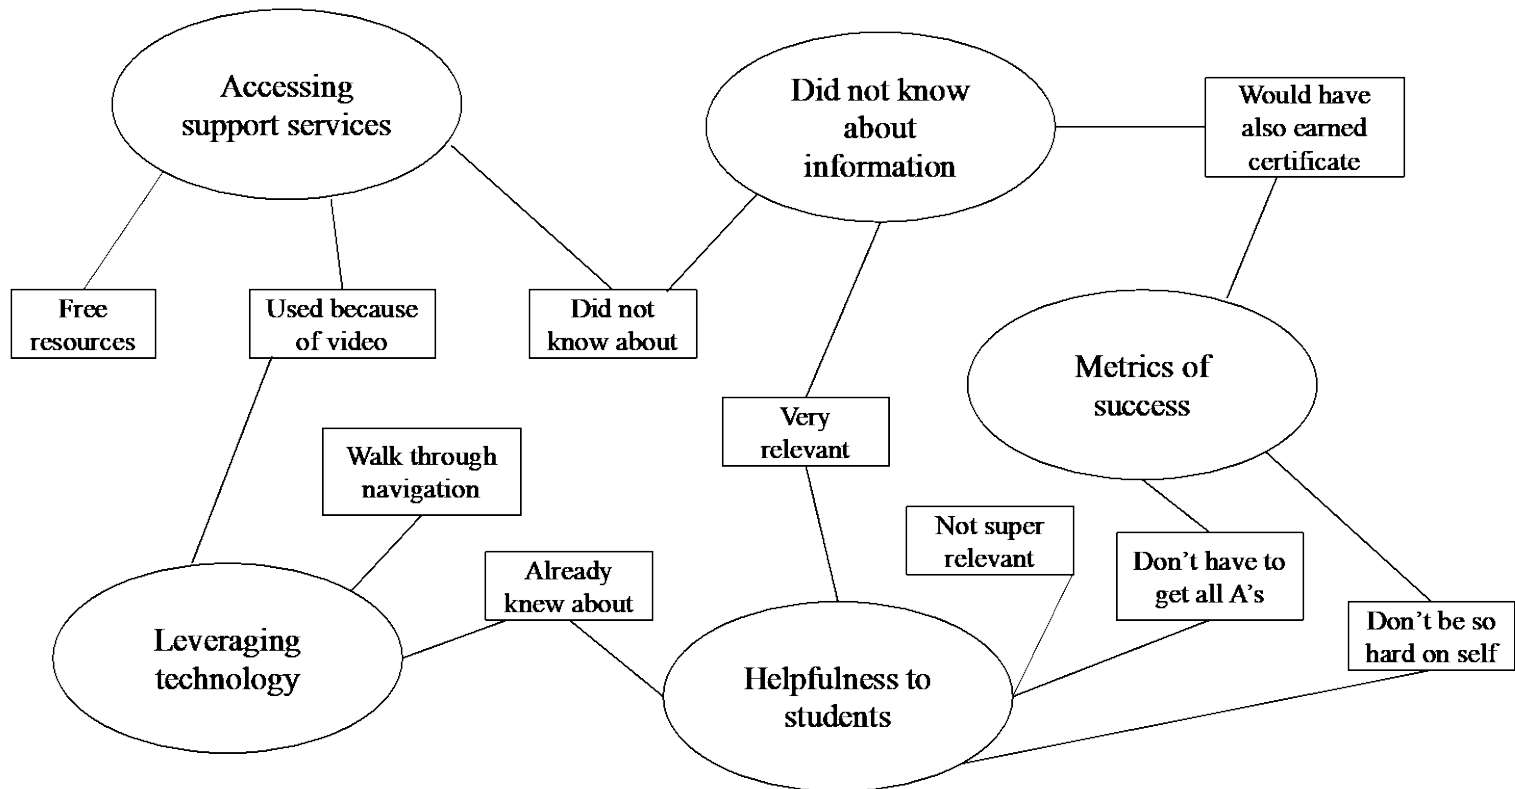 Accessing
support services
Did not know
about
information
Would have
also earned
certificate
Free
resources
Used because
of video
Did not
know about
Metrics of
success
Very
relevant
Walk through
navigation
Not super
relevant
Don't have to
get all A's
Already
knew about
Don't be so
hard on self
Leveraging
technology
Helpfulness to
students